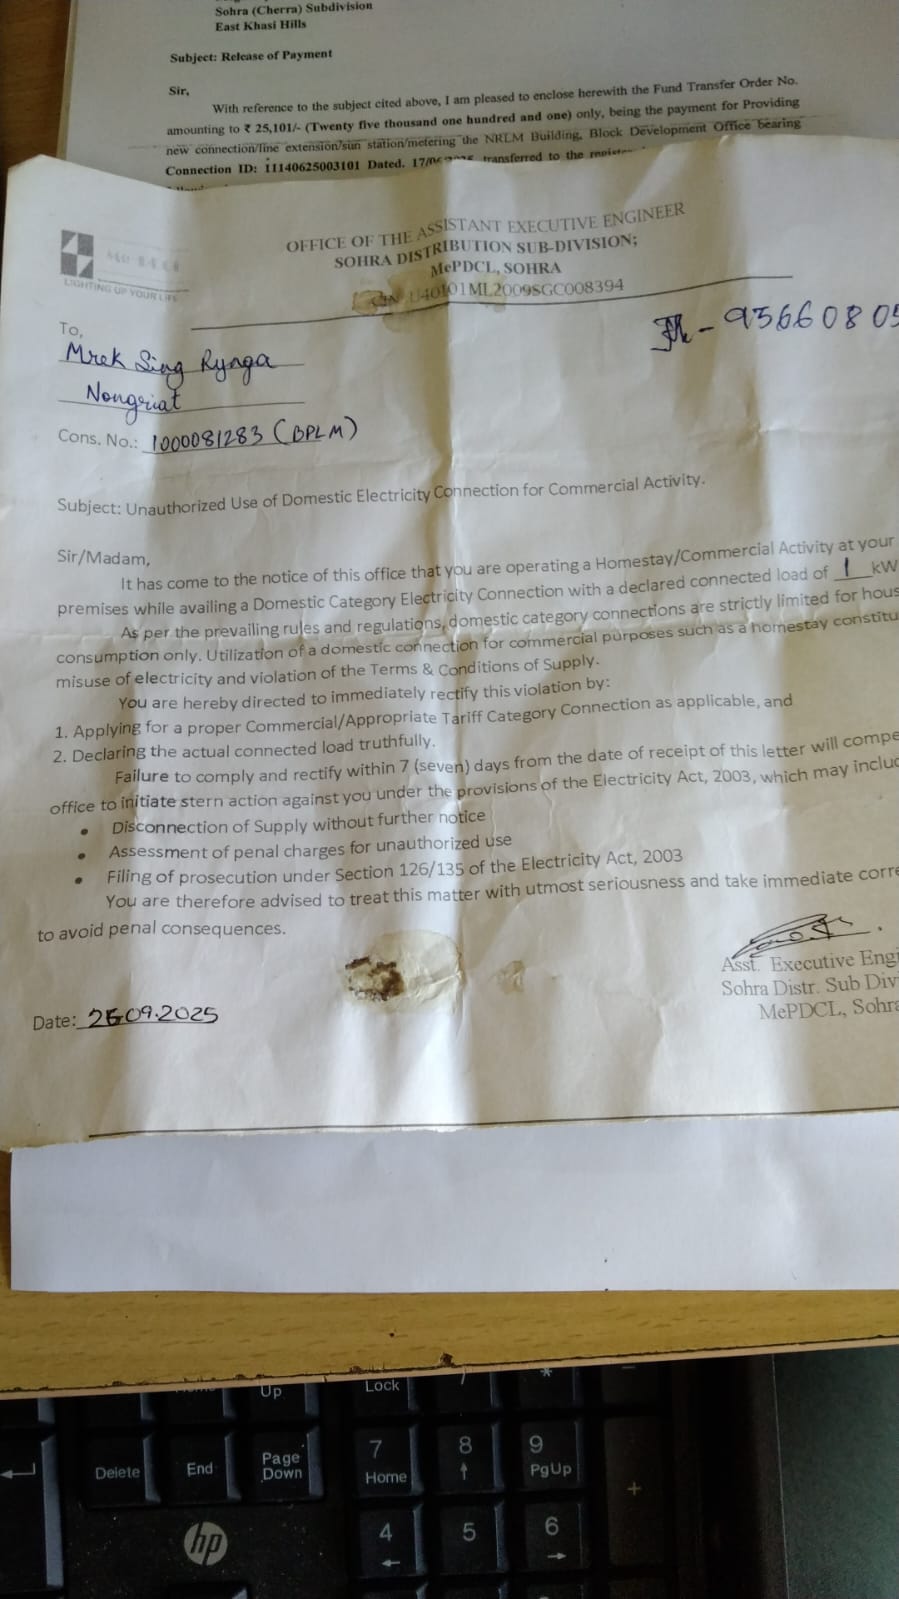 Sohra (Cherra) Subdivision
East Khasi Hills
Subject: Release of Payment
Sir,
With reference to the subject cited above, I am pleased to enclose herewith the Fund Transfer Order No.
amounting to ₹ 25,101/- (Twenty five thousand one hundred and one) only, being the payment for Providing
new connection/line extension/sun station/metering the NRLM Building, Block Development Office bearing
Connection ID: 11140625003101 Dated. 17/0 transferred to the
LIGHTING UP YOUR LIFE
OFFICE OF THE ASSISTANT EXECUTIVE ENGINEER
SOHRA DISTRIBUTION SUB-DIVISION;
MePDCL, SOHRA
CIN U40101ML2009SGC008394
95660805
To,
Mrek Sing Rynga
Nongriat
Cons. No.: 1000081283 (BPLM)
Subject: Unauthorized Use of Domestic Electricity Connection for Commercial Activity.
Sir/Madam,
It has come to the notice of this office that you are operating a Homestay/Commercial Activity at your
premises while availing a Domestic Category Electricity Connection with a declared connected load of 1 kW
As per the prevailing rules and regulations, domestic category connections are strictly limited for hous
consumption only. Utilization of a domestic connection for commercial purposes such as a homestay constitu
misuse of electricity and violation of the Terms & Conditions of Supply.
You are hereby directed to immediately rectify this violation by:
1. Applying for a proper Commercial/Appropriate Tariff Category Connection as applicable, and
2. Declaring the actual connected load truthfully.
Failure to comply and rectify within 7 (seven) days from the date of receipt of this letter will compe
office to initiate stern action against you under the provisions of the Electricity Act, 2003, which may includ
• Disconnection of Supply without further notice
• Assessment of penal charges for unauthorized use
• Filing of prosecution under Section 126/135 of the Electricity Act, 2003
You are therefore advised to treat this matter with utmost seriousness and take immediate corre
to avoid penal consequences.
Asst. Executive Engi
Sohra Distr. Sub Div
MePDCL, Sohra
Date: 26.09.2025
Up
Lock
/
*
Delete
End
Page Down
7 Home
8 ↑
9 PgUp
+
hp
4 ←
5
6 →